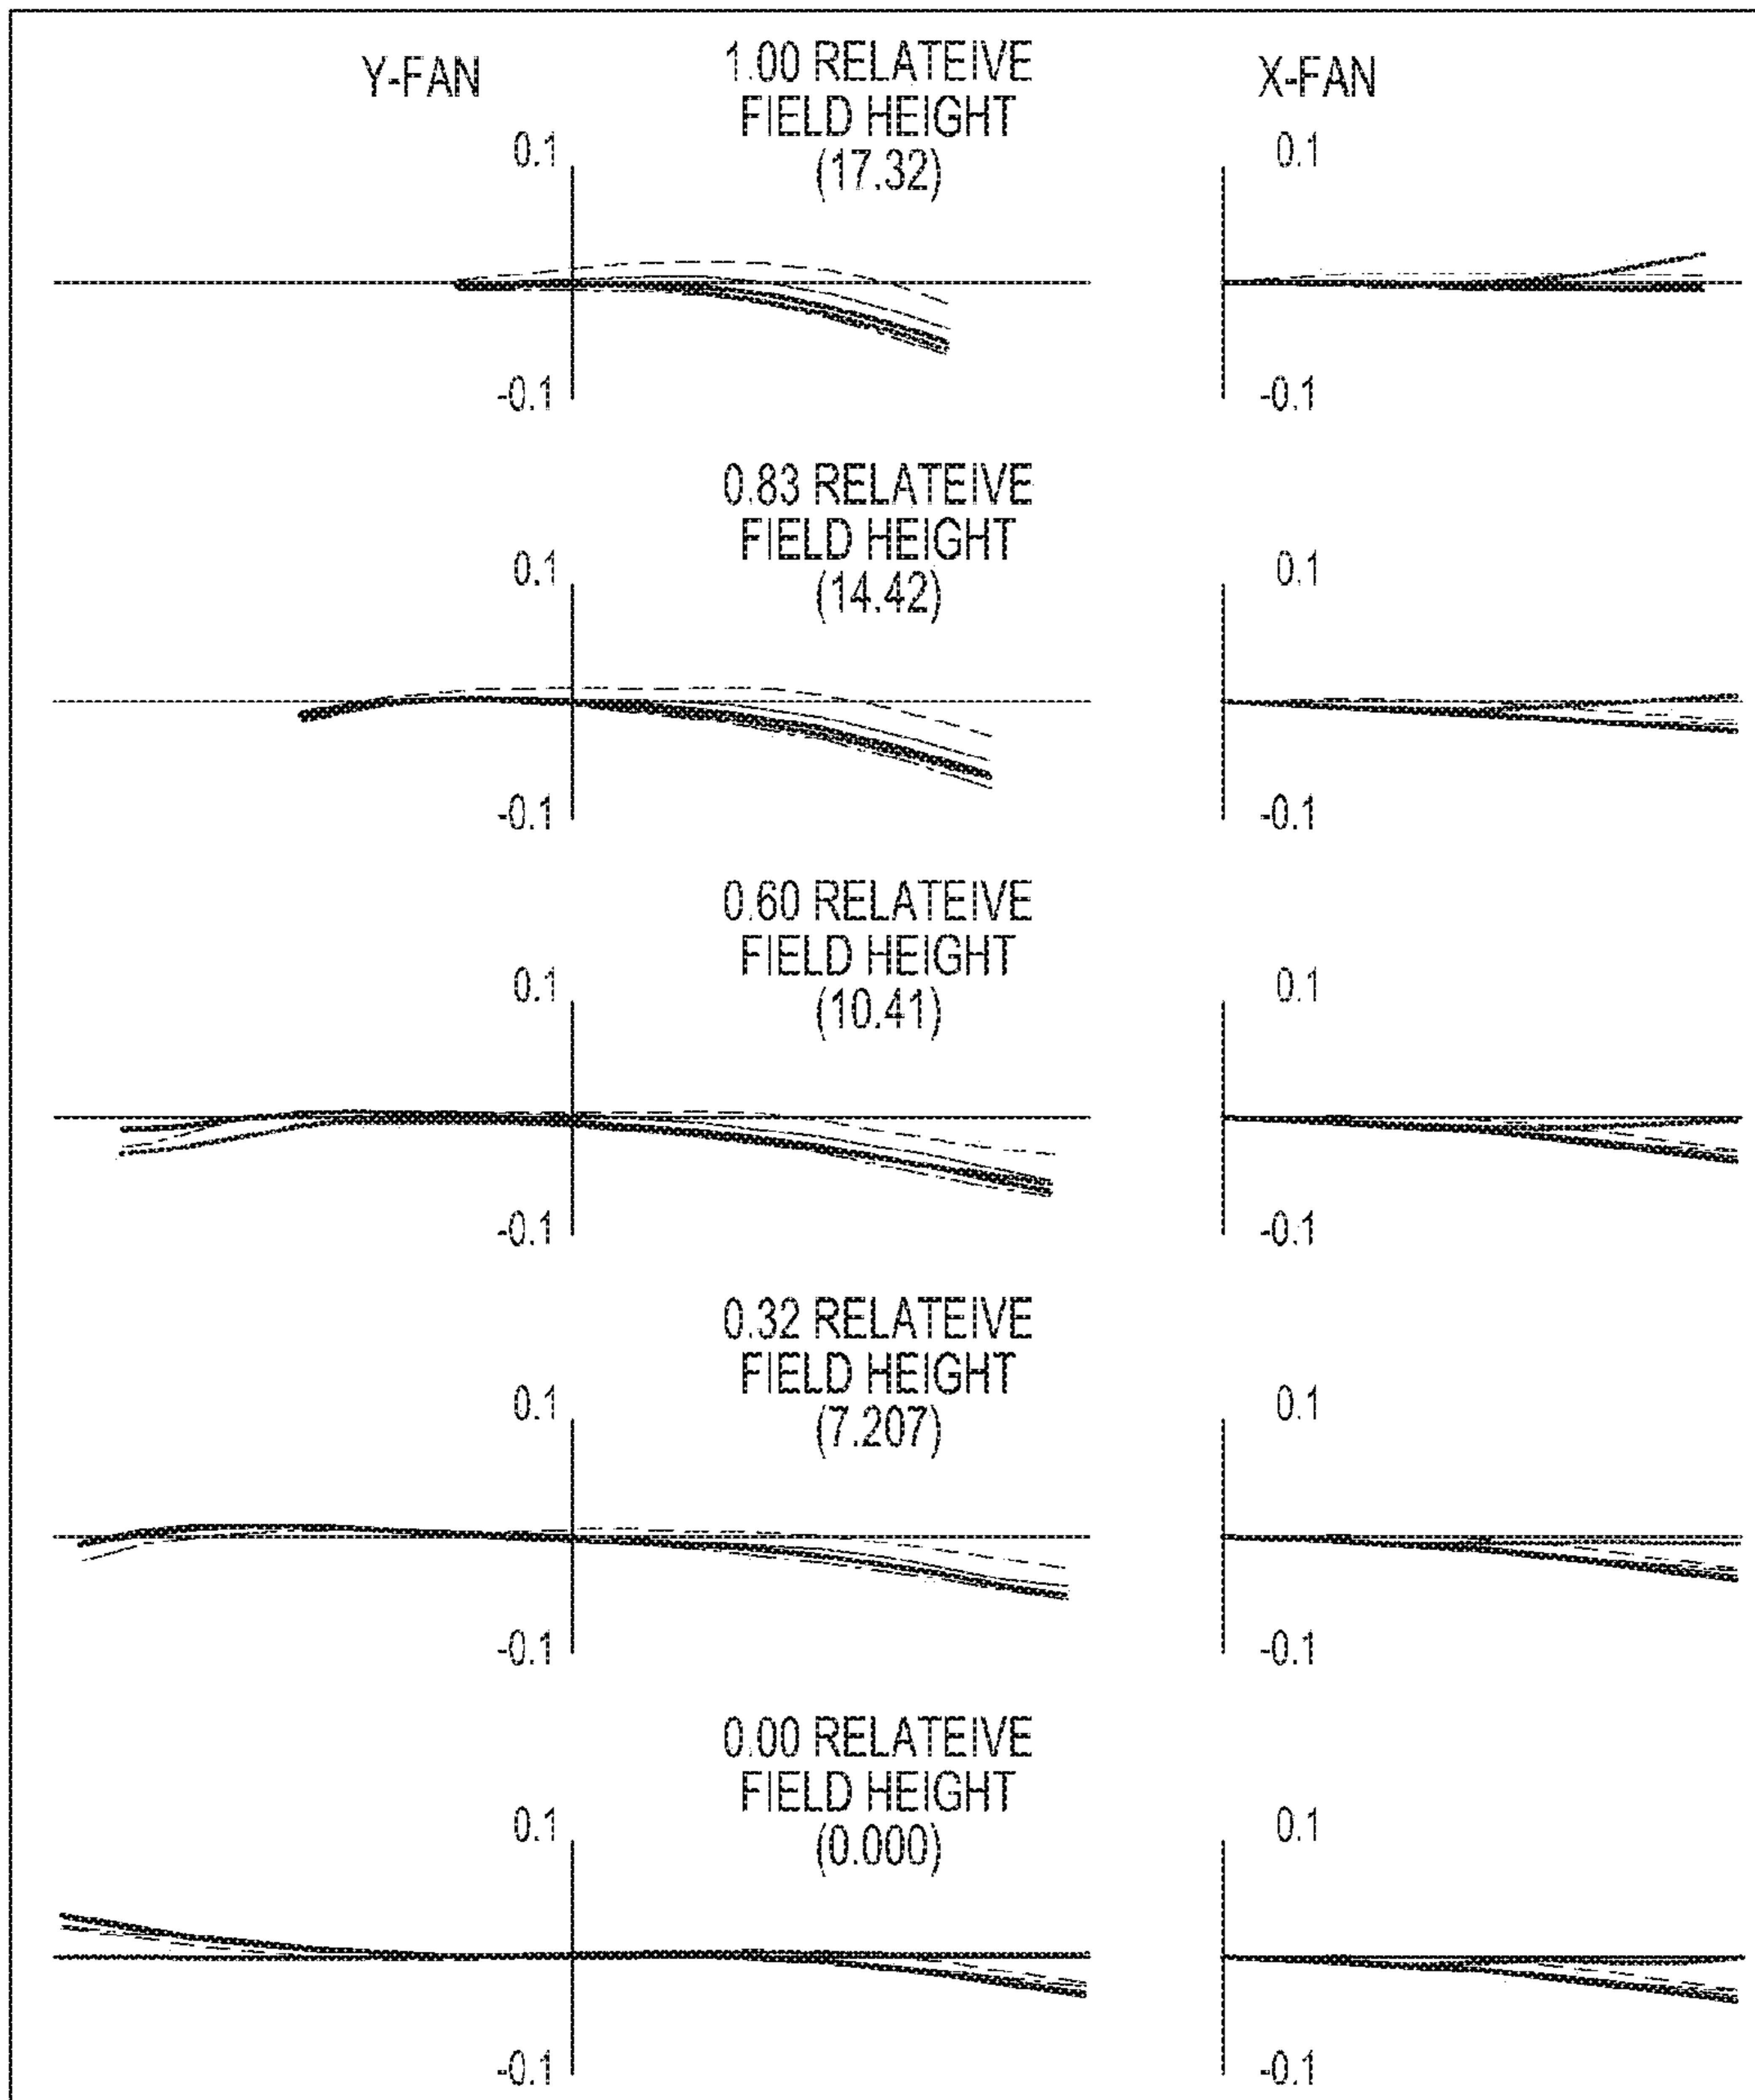 Y-FAN
1.00 RELATEIVE
FIELD HEIGHT
(17.32)
X-FAN
0.1
0.1
-0.1
-0.1
0.83 RELATEIVE
FIELD HEIGHT
(14.42)
0.1
0.1
-0.1
-0.1
0.60 RELATEIVE
FIELD HEIGHT
(10.41)
0.1
0.1
-0.1
-0.1
0.32 RELATEIVE
FIELD HEIGHT
(7.207)
0.1
0.1
-0.1
-0.1
0.00 RELATEIVE
FIELD HEIGHT
(0.000)
0.1
0.1
-0.1
-0.1